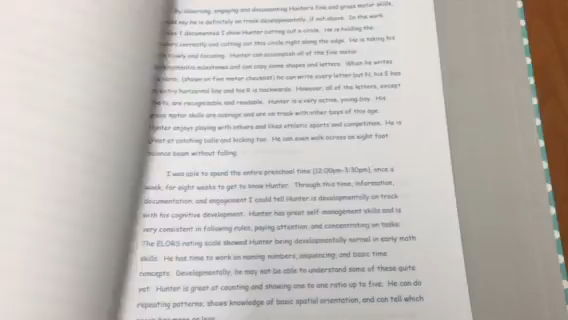 By observing, engaging and documenting Hunter's fine and gross motor skills,
say he is definitely on track developmentally, if not above. In the work
I documented I show Hunter cutting out a circle. He is holding the
correctly and cutting out this circle right along the edge. He is taking his
slowly and focusing. Hunter can accomplish all of the fine motor
milestones and can copy some shapes and letters. When he writes
(shown on fine motor checklist) he can write every letter but N, his E has
extra horizontal line and his R is backwards. However, all of the letters, except
the N, are recognizable and readable. Hunter is a very active, young boy. His
motor skills are average and are on track with other boys of this age.
Hunter enjoys playing with others and likes athletic sports and competition. He is
great at catching balls and kicking too. He can even walk across an eight foot
balance beam without falling.
I was able to spend the entire preschool time (12:00pm-3:30pm), once a
week, for eight weeks to get to know Hunter. Through this time, information,
documentation, and engagement I could tell Hunter is developmentally on track
with his cognitive development. Hunter has great self management skills and is
very consistent in following rules, paying attention, and concentrating on tasks.
The ELORS rating scale showed Hunter being developmentally normal in early math
skills. He has time to work on naming numbers, sequencing, and basic time
concepts. Developmentally, he may not be able to understand some of these quite
yet. Hunter is great at counting and showing one to one ratio up to five. He can do
repeating patterns, shows knowledge of basic spatial orientation, and can tell which